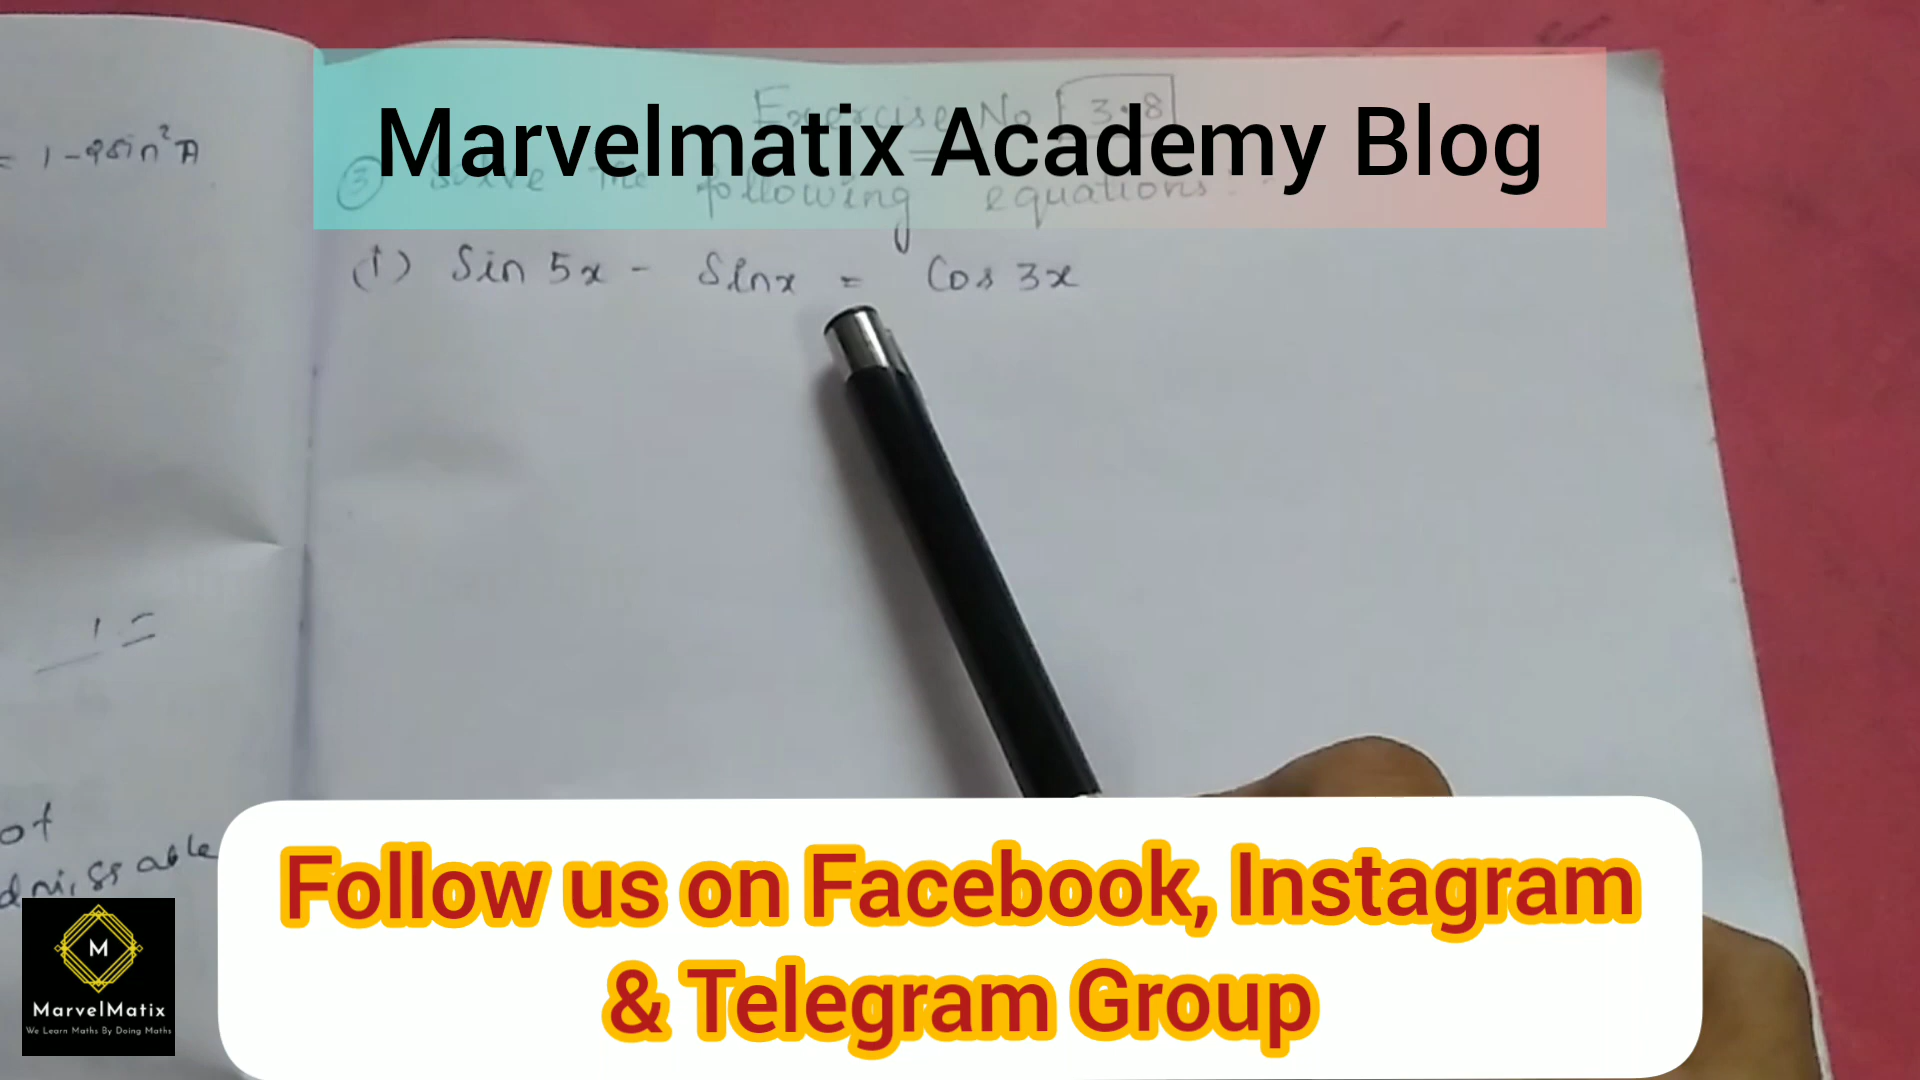 Marvelmatix Academy Blog
Exercise No 3.8
③ Solve the following equations:
(i) Sin 5x - Sinx = Cos 3x
= 1-2sin²A
1 =
of
Follow us on Facebook, Instagram
& Telegram Group
M
MarvelMatix
We Learn Maths By Doing Maths